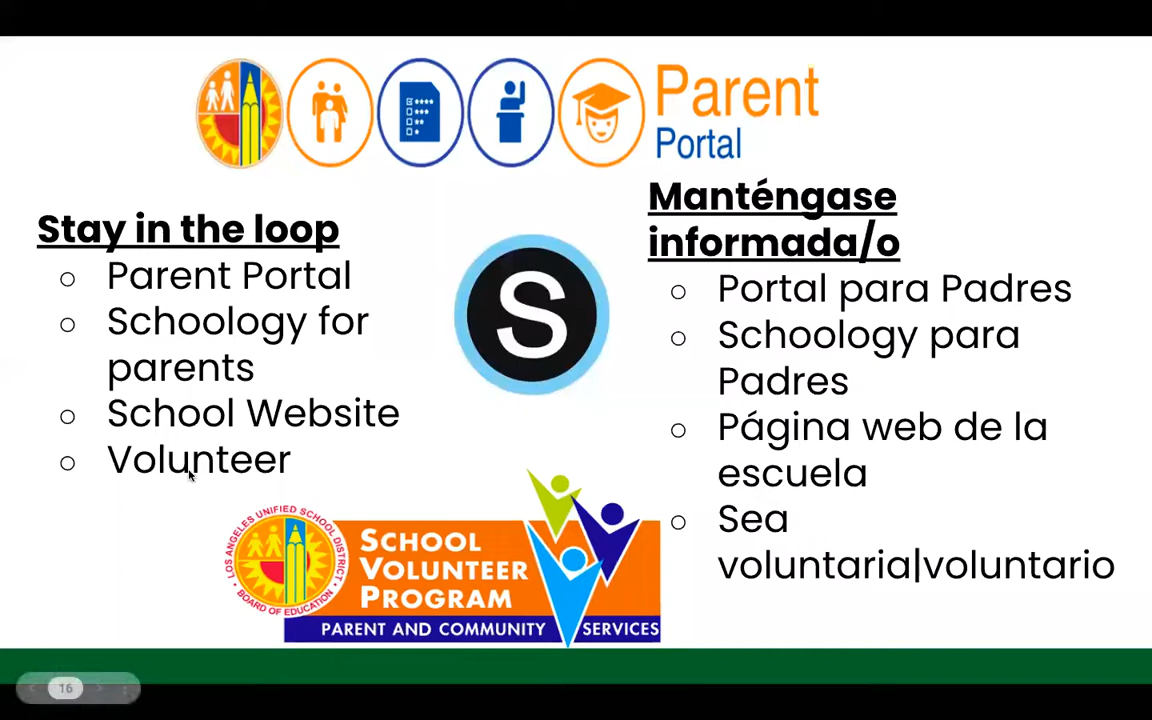 Parent
Portal
Stay in the loop
Parent Portal
Schoology for
parents
School Website
Volunteer
S
Manténgase
informada/o
Portal para Padres
Schoology para
Padres
Página web de la
escuela
Sea
voluntaria|voluntario
LOS ANGELES UNIFIED SCHOOL DISTRICT
BOARD OF EDUCATION
SCHOOL
VOLUNTEER
PROGRAM
PARENT AND COMMUNITY SERVICES
16